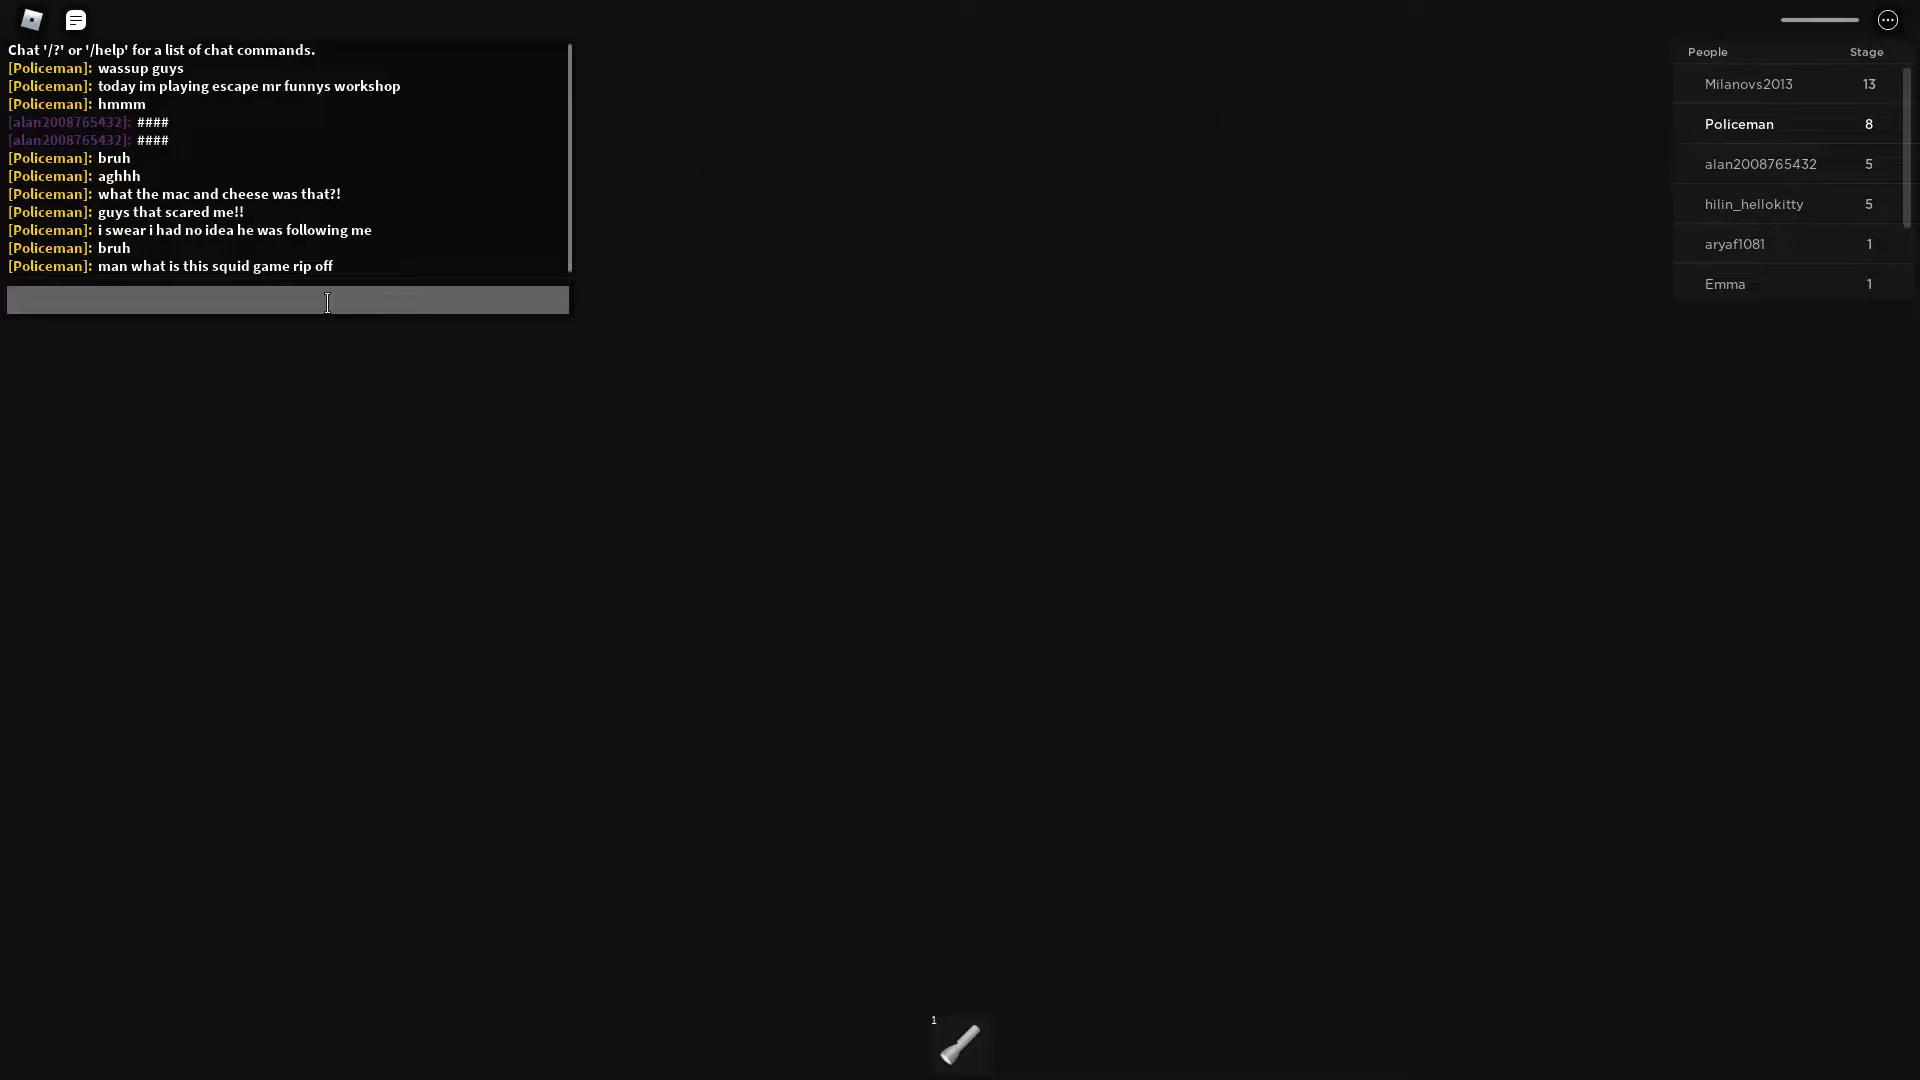 Chat '/?' or '/help' for a list of chat commands.
[Policeman]: wassup guys
[Policeman]: today im playing escape mr funnys workshop
[Policeman]: hmmm
[alan2008765432]: ####
[alan2008765432]: ####
[Policeman]: bruh
[Policeman]: aghhh
[Policeman]: what the mac and cheese was that?!
[Policeman]: guys that scared me!!
[Policeman]: i swear i had no idea he was following me
[Policeman]: bruh
[Policeman]: man what is this squid game rip off
People Stage
Milanovs2013 13
Policeman 8
alan2008765432 5
hilin_hellokitty 5
aryaf1081 1
Emma 1
1